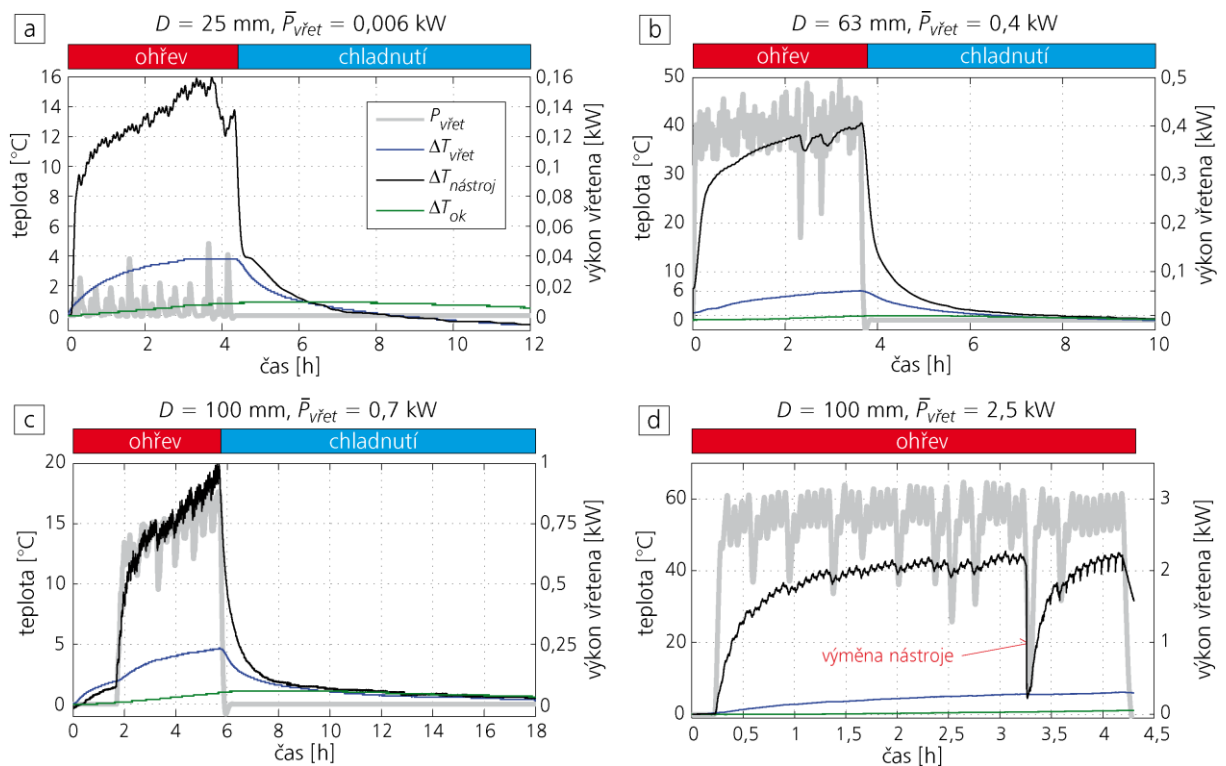 a
D = 25 mm, P̄vřet = 0,006 kW
ohřev chladnutí
16 14 12 10 8 6 4 2 0
teplota [°C]
0,16 0,14 0,12 0,10 0,08 0,06 0,04 0,02 0
výkon vřetena [kW]
Pvřet
ΔTvřet
ΔTnástroj
ΔTok
0 2 4 6 8 10 12
čas [h]
b
D = 63 mm, P̄vřet = 0,4 kW
ohřev chladnutí
50 40 30 20 10 6 0
teplota [°C]
0,5 0,4 0,3 0,2 0,1 0
výkon vřetena [kW]
0 2 4 6 8 10
čas [h]
c
D = 100 mm, P̄vřet = 0,7 kW
ohřev chladnutí
20 15 10 5 0
teplota [°C]
1 0,75 0,5 0,25 0
výkon vřetena [kW]
0 2 4 6 8 10 12 14 16 18
čas [h]
d
D = 100 mm, P̄vřet = 2,5 kW
ohřev
60 50 40 30 40 10 0
teplota [°C]
3 2 1 0
výkon vřetena [kW]
výměna nástroje
0 0,5 1 1,5 2 2,5 3 3,5 4 4,5
čas [h]